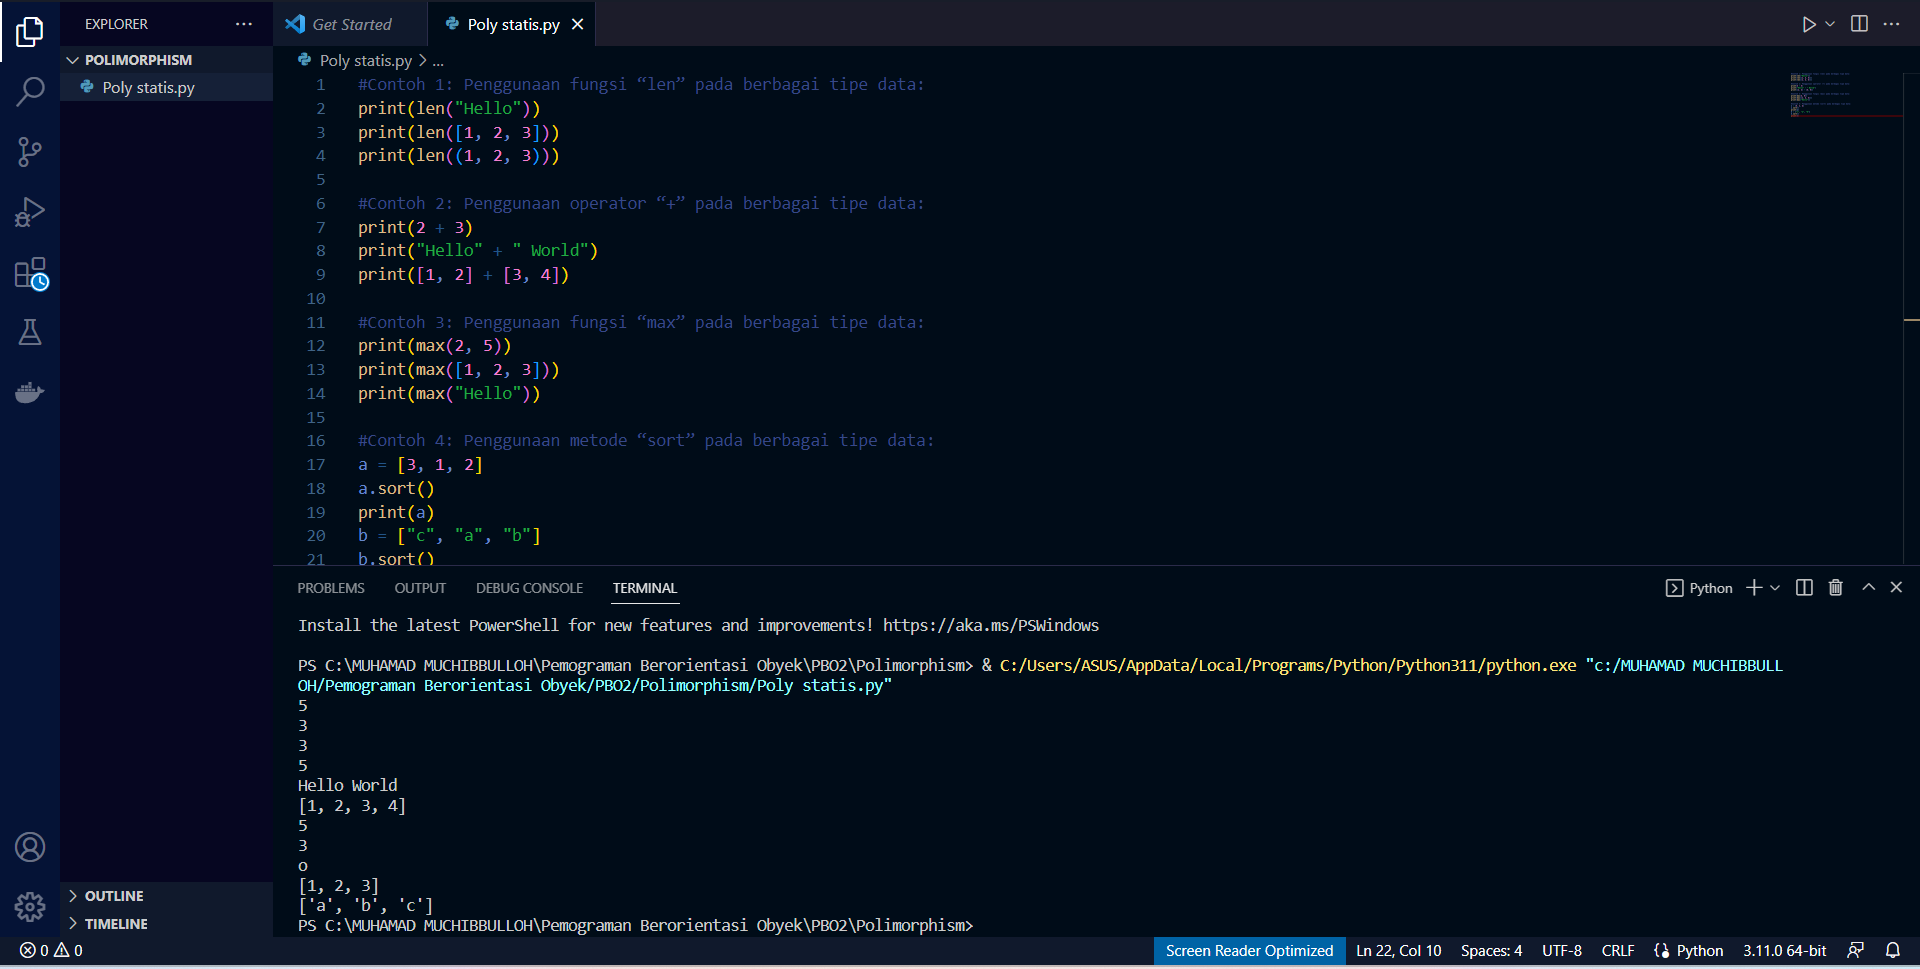 EXPLORER
POLIMORPHISM
Poly statis.py
OUTLINE
TIMELINE
Get Started
Poly statis.py
Poly statis.py > ...
1 #Contoh 1: Penggunaan fungsi “len” pada berbagai tipe data:
2 print(len("Hello"))
3 print(len([1, 2, 3]))
4 print(len((1, 2, 3)))
5
6 #Contoh 2: Penggunaan operator “+” pada berbagai tipe data:
7 print(2 + 3)
8 print("Hello" + " World")
9 print([1, 2] + [3, 4])
10
11 #Contoh 3: Penggunaan fungsi “max” pada berbagai tipe data:
12 print(max(2, 5))
13 print(max([1, 2, 3]))
14 print(max("Hello"))
15
16 #Contoh 4: Penggunaan metode “sort” pada berbagai tipe data:
17 a = [3, 1, 2]
18 a.sort()
19 print(a)
20 b = ["c", "a", "b"]
21 b.sort()
PROBLEMS OUTPUT DEBUG CONSOLE TERMINAL Python
Install the latest PowerShell for new features and improvements! https://aka.ms/PSWindows
PS C:\MUHAMAD MUCHIBBULLOH\Pemograman Berorientasi Obyek\PBO2\Polimorphism> & C:/Users/ASUS/AppData/Local/Programs/Python/Python311/python.exe "c:/MUHAMAD MUCHIBBULL
OH/Pemograman Berorientasi Obyek/PBO2/Polimorphism/Poly statis.py"
5
3
3
5
Hello World
[1, 2, 3, 4]
5
3
o
[1, 2, 3]
['a', 'b', 'c']
PS C:\MUHAMAD MUCHIBBULLOH\Pemograman Berorientasi Obyek\PBO2\Polimorphism>
0 0 Screen Reader Optimized Ln 22, Col 10 Spaces: 4 UTF-8 CRLF Python 3.11.0 64-bit